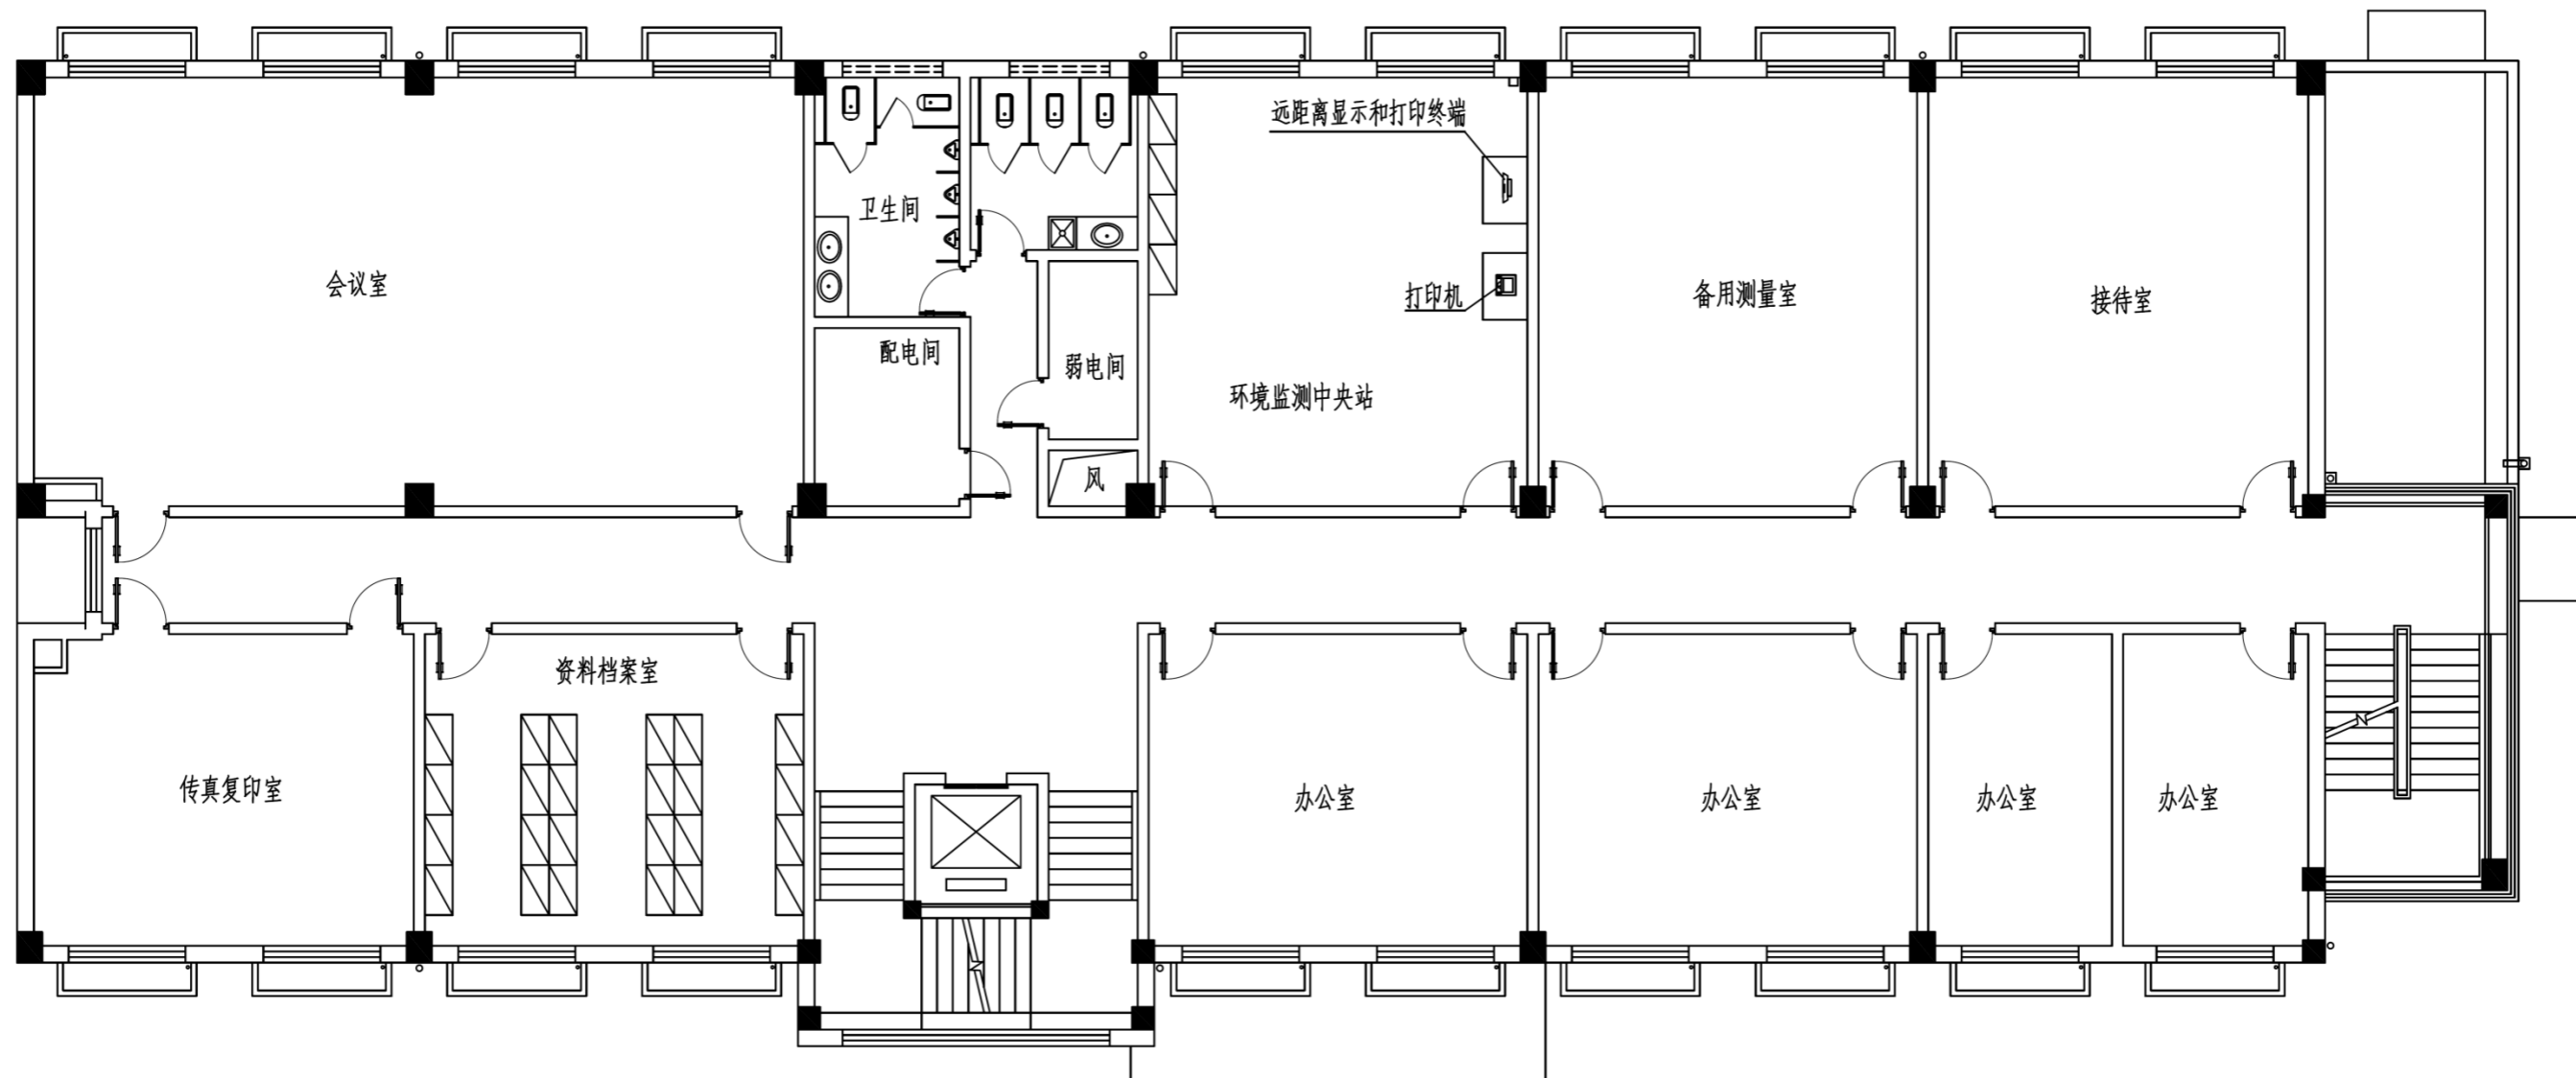 远距离显示和打印终端
卫生间
会议室
打印机
备用测量室
接待室
配电间
弱电间
环境监测中央站
风
资料档案室
传真复印室
办公室
办公室
办公室
办公室